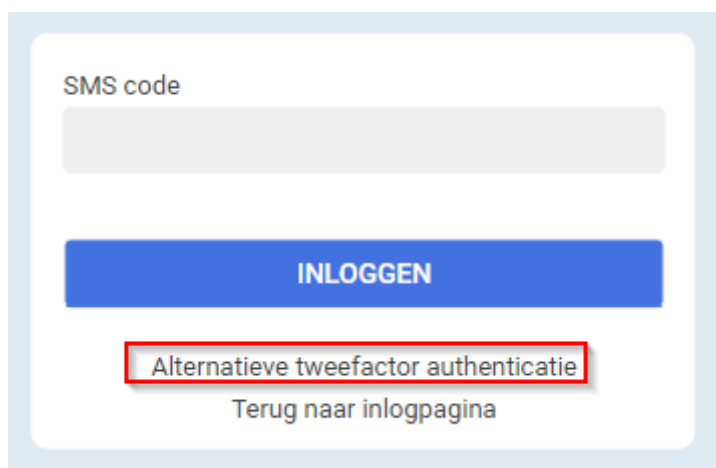 SMS code
INLOGGEN
Alternatieve tweefactor authenticatie
Terug naar inlogpagina